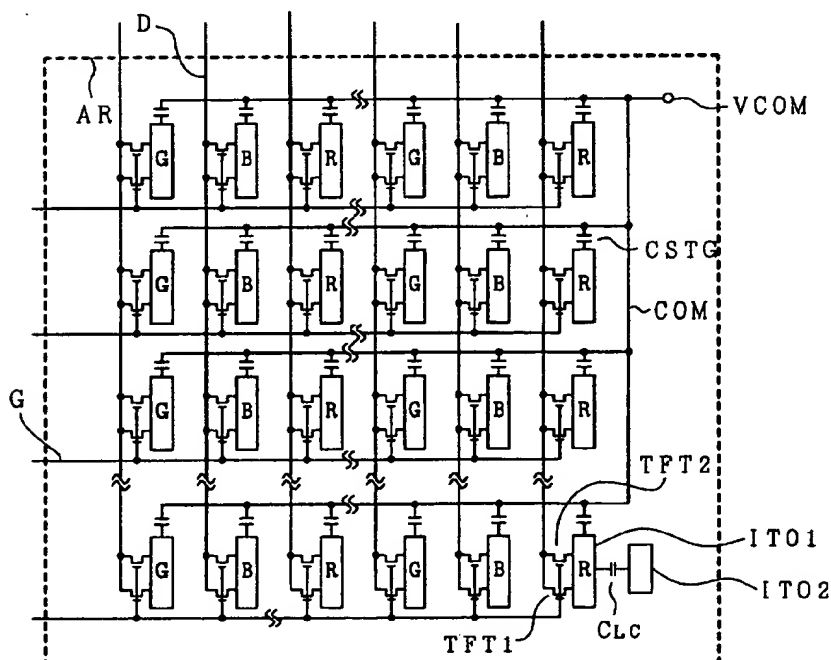 D
AR
VCOM
G B R G B R
CSTG
G B R G B R
COM
G
G B R G B R
TFT2
ITO1
G B R G B R
ITO2
TFT1
CLC